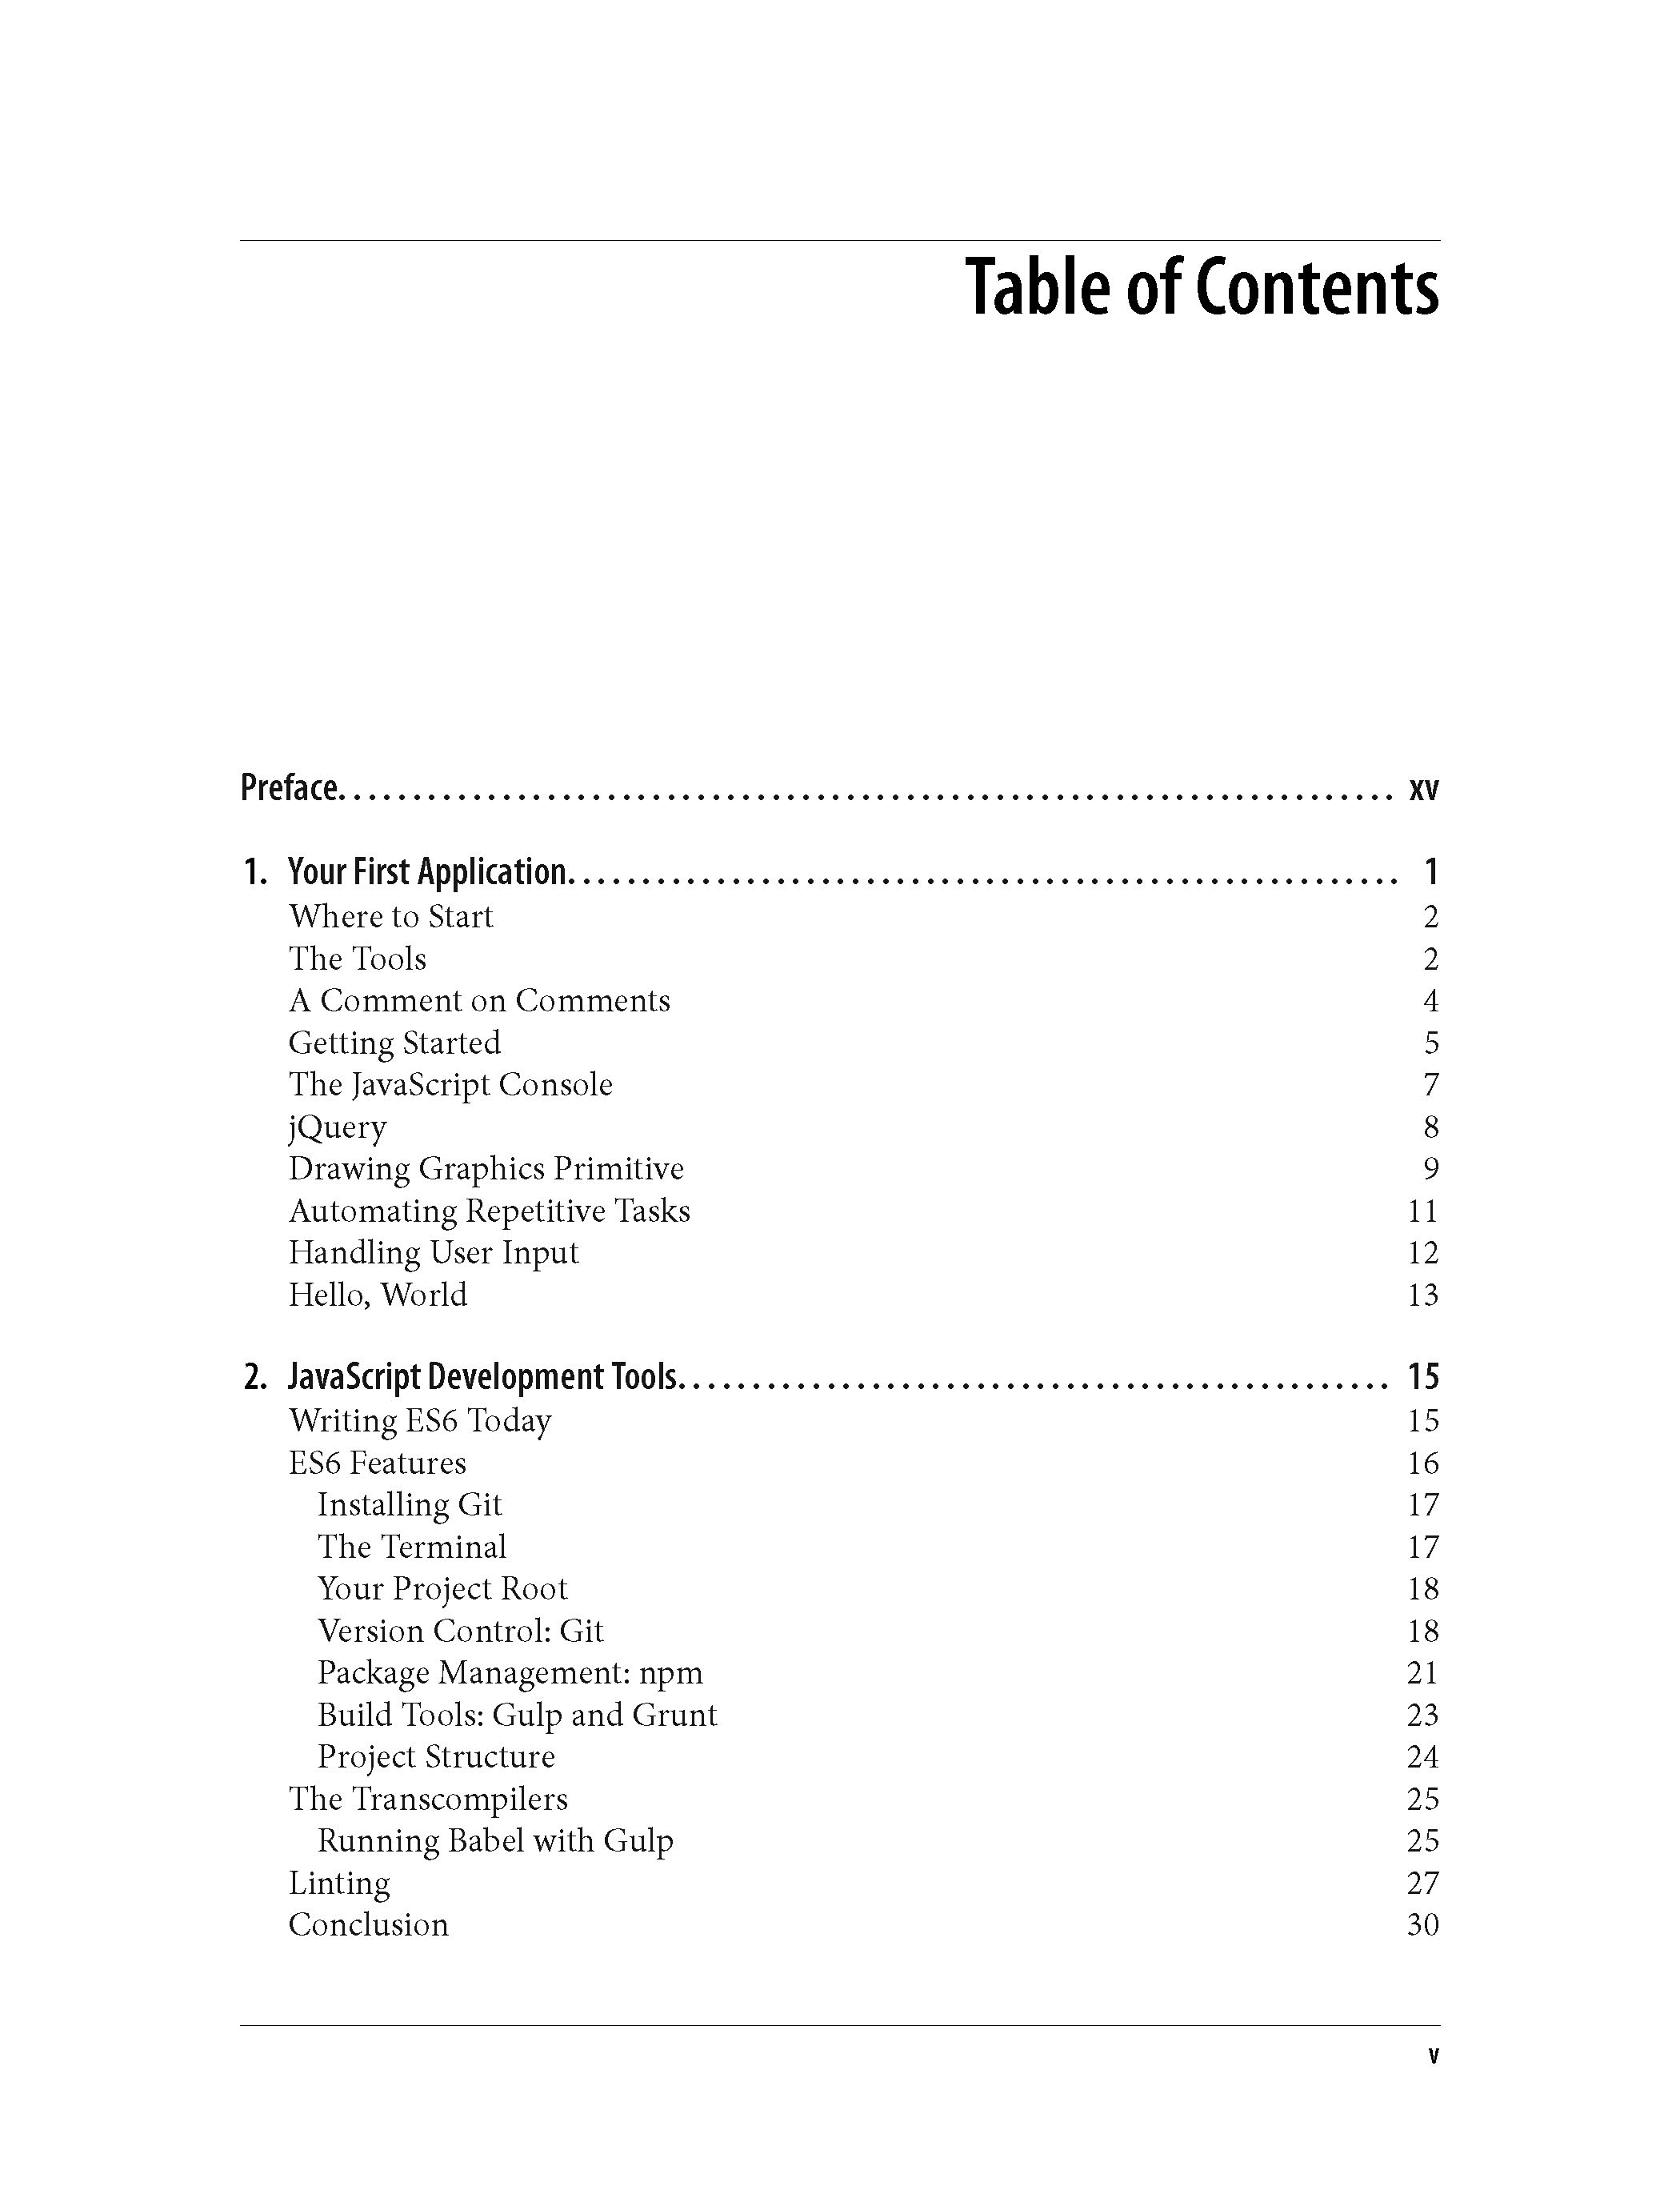 Table of Contents
Preface. . . . . . . . . . . . . . . . . . . . . . . . . . . . . . . . . . . . . . . . . . . . . . . . . . . . . . . . . . . . . . . . . . . . . . . xv
1. Your First Application. . . . . . . . . . . . . . . . . . . . . . . . . . . . . . . . . . . . . . . . . . . . . . . . . . . . . . . . 1
Where to Start 2
The Tools 2
A Comment on Comments 4
Getting Started 5
The JavaScript Console 7
jQuery 8
Drawing Graphics Primitive 9
Automating Repetitive Tasks 11
Handling User Input 12
Hello, World 13
2. JavaScript Development Tools. . . . . . . . . . . . . . . . . . . . . . . . . . . . . . . . . . . . . . . . . . . . . . . . 15
Writing ES6 Today 15
ES6 Features 16
Installing Git 17
The Terminal 17
Your Project Root 18
Version Control: Git 18
Package Management: npm 21
Build Tools: Gulp and Grunt 23
Project Structure 24
The Transcompilers 25
Running Babel with Gulp 25
Linting 27
Conclusion 30
v